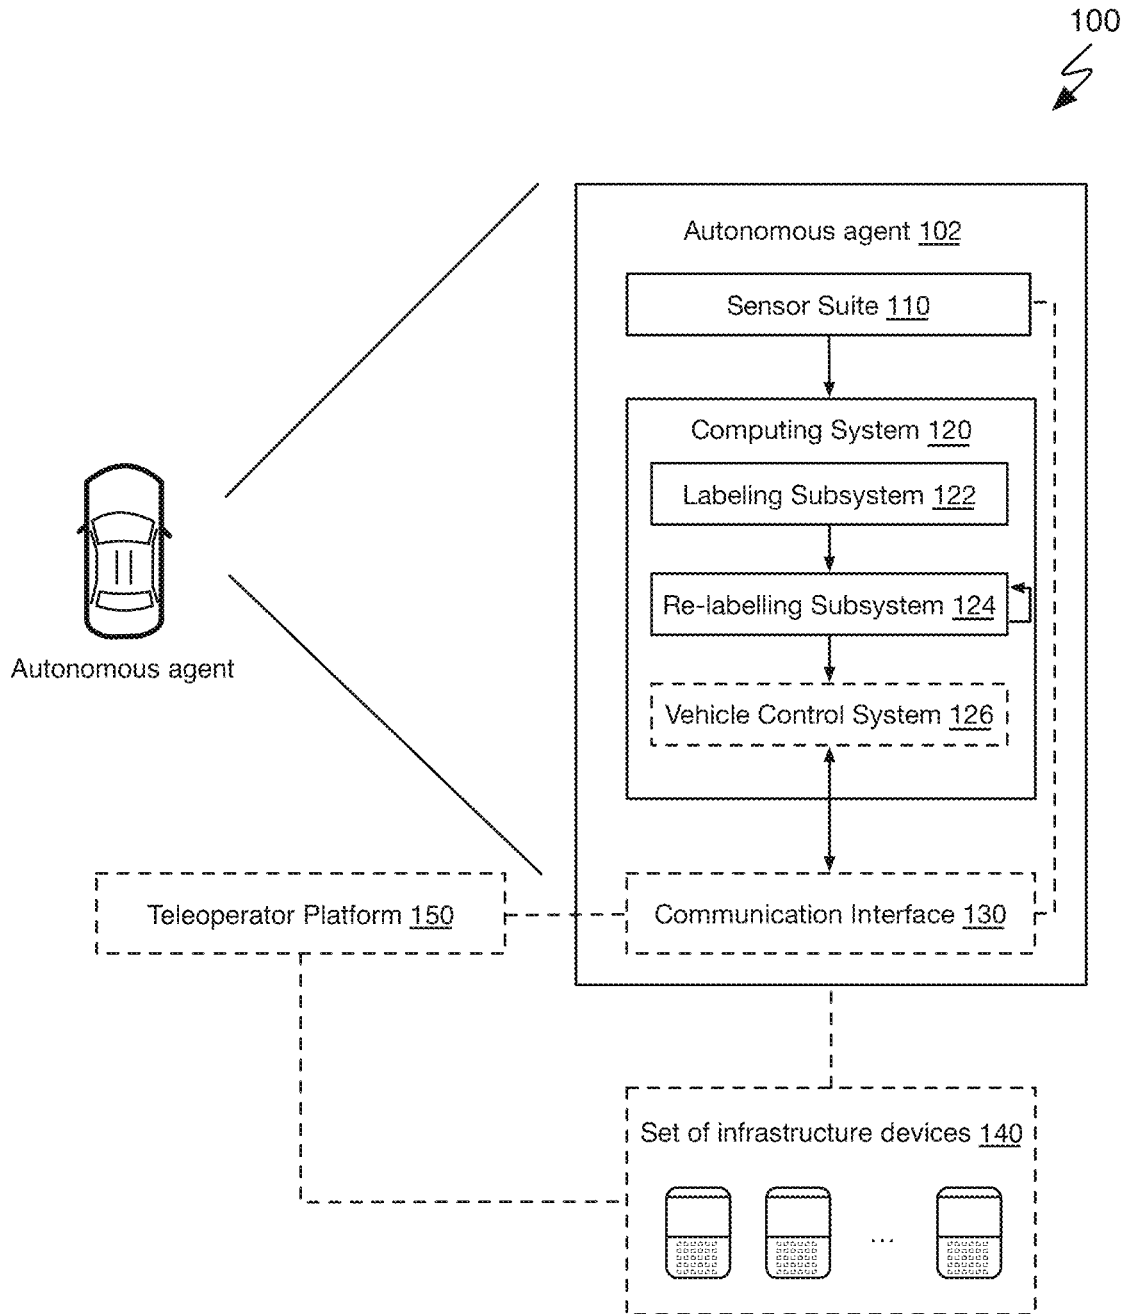 100
Autonomous agent 102
Sensor Suite 110
Computing System 120
Labeling Subsystem 122
Re-labelling Subsystem 124
Vehicle Control System 126
Autonomous agent
Teleoperator Platform 150
Communication Interface 130
Set of infrastructure devices 140
...